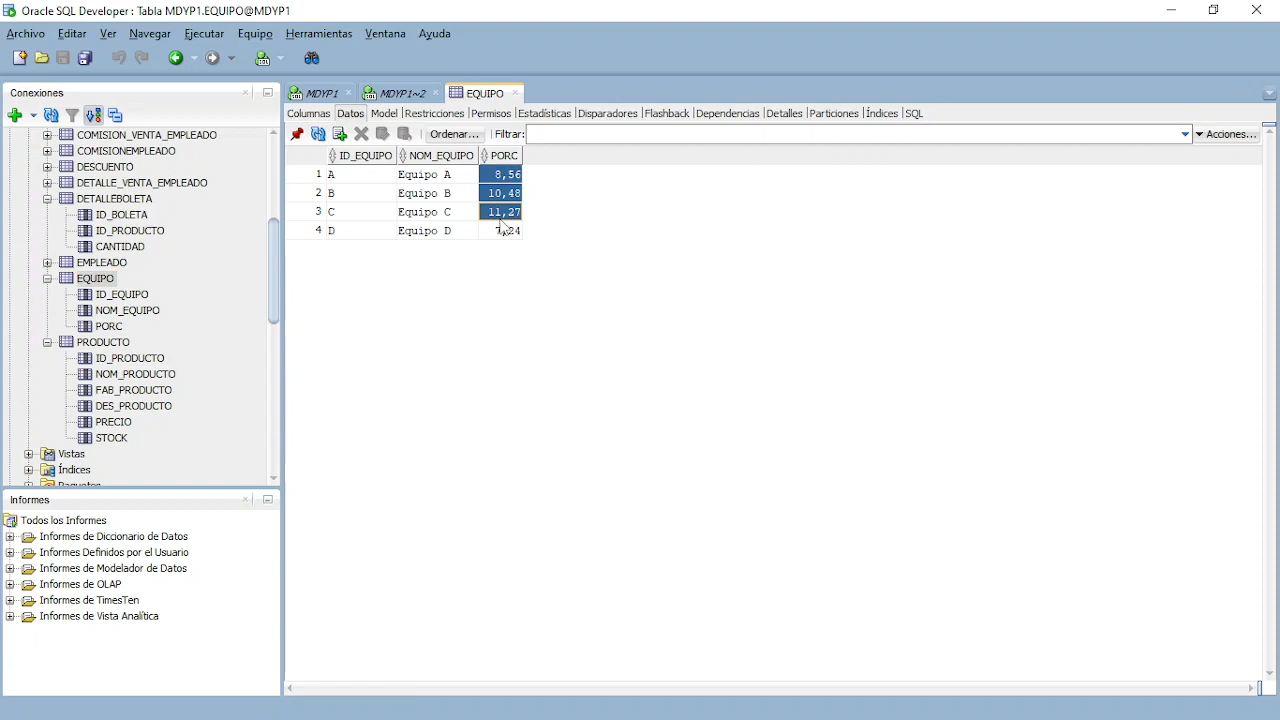 Oracle SQL Developer : Tabla MDYP1.EQUIPO@MDYP1
Archivo Editar Ver Navegar Ejecutar Equipo Herramientas Ventana Ayuda
Conexiones
COMISION_VENTA_EMPLEADO
COMISIONEMPLEADO
DESCUENTO
DETALLE_VENTA_EMPLEADO
DETALLEBOLETA
ID_BOLETA
ID_PRODUCTO
CANTIDAD
EMPLEADO
EQUIPO
ID_EQUIPO
NOM_EQUIPO
PORC
PRODUCTO
ID_PRODUCTO
NOM_PRODUCTO
FAB_PRODUCTO
DES_PRODUCTO
PRECIO
STOCK
Vistas
Índices
Informes
Todos los Informes
Informes de Diccionario de Datos
Informes Definidos por el Usuario
Informes de Modelador de Datos
Informes de OLAP
Informes de TimesTen
Informes de Vista Analítica
MDYP1 MDYP1~2 EQUIPO
Columnas Datos Model Restricciones Permisos Estadísticas Disparadores Flashback Dependencias Detalles Particiones Índices SQL
Ordenar... Filtrar: Acciones...
ID_EQUIPO NOM_EQUIPO PORC
1 A Equipo A 8,56
2 B Equipo B 10,48
3 C Equipo C 11,27
4 D Equipo D 7,24